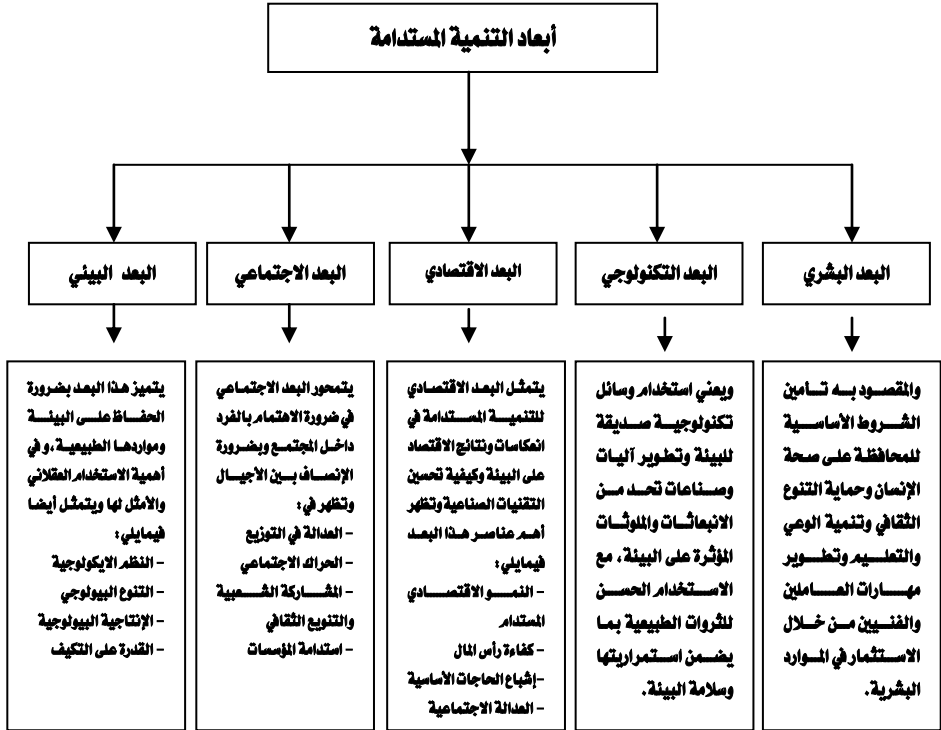 أبعاد التنمية المستدامة
البعد البشري
البعد التكنولوجي
البعد الاقتصادي
البعد الاجتماعي
البعد البيئي
والمقصود به تأمين
الشروط الأساسية
للمحافظة على صحة
الإنسان وحماية التنوع
الثقافي وتنمية الوعي
والتعليم وتطوير
مهارات العاملين
والفنيين من خلال
الاستثمار في الموارد
البشرية.
ويعني استخدام وسائل
تكنولوجية صديقة
للبيئة وتطوير آليات
وصناعات تحد من
الانبعاثات والملوثات
المؤثرة على البيئة، مع
الاستخدام الحسن
للثروات الطبيعية بما
يضمن استمراريتها
وسلامة البيئة.
يتمثل البعد الاقتصادي
للتنمية المستدامة في
انعكاسات ونتائج الاقتصاد
على البيئة وكيفية تحسين
التقنيات الصناعية وتظهر
أهم عناصر هذا البعد
فيمايلي:
- النمو الاقتصادي
المستدام
- كفاءة رأس المال
-إشباع الحاجات الأساسية
- العدالة الاجتماعية
يتمحور البعد الاجتماعي
في ضرورة الاهتمام بالفرد
داخل المجتمع وبضرورة
الإنصاف بين الأجيال
وتظهر في:
- العدالة في التوزيع
- الحراك الاجتماعي
- المشاركة الشعبية
والتنويع الثقافي
- استدامة المؤسسات
يتميز هذا البعد بضرورة
الحفاظ على البيئة
ومواردها الطبيعية، و في
أهمية الاستخدام العقلاني
والأمثل لها ويتمثل أيضا
فيمايلي:
- النظم الايكولوجية
- التنوع البيولوجي
- الإنتاجية البيولوجية
- القدرة على التكيف